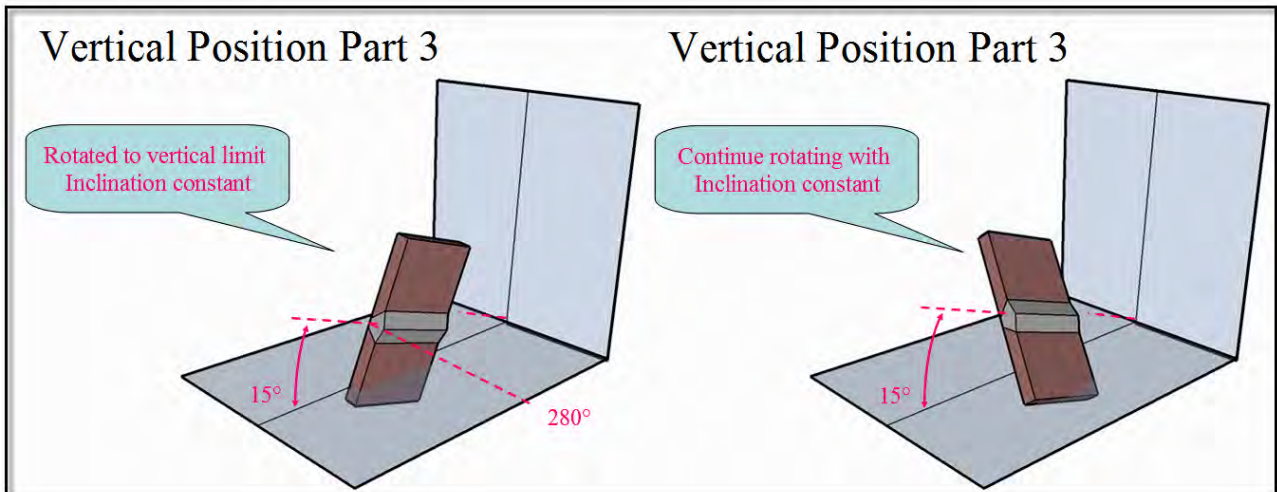 Vertical Position Part 3
Rotated to vertical limit
Inclination constant
15°
280°
Vertical Position Part 3
Continue rotating with
Inclination constant
15°